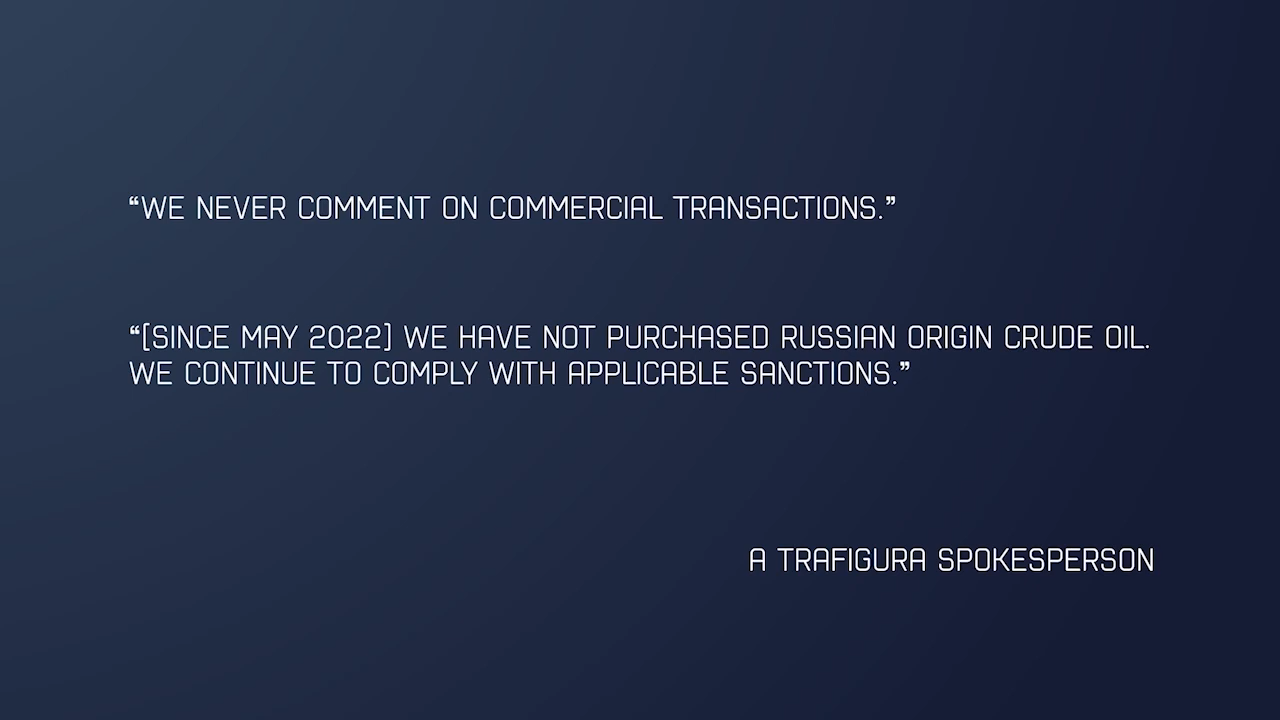 “WE NEVER COMMENT ON COMMERCIAL TRANSACTIONS.”
“[SINCE MAY 2022] WE HAVE NOT PURCHASED RUSSIAN ORIGIN CRUDE OIL.
WE CONTINUE TO COMPLY WITH APPLICABLE SANCTIONS.”
A TRAFIGURA SPOKESPERSON